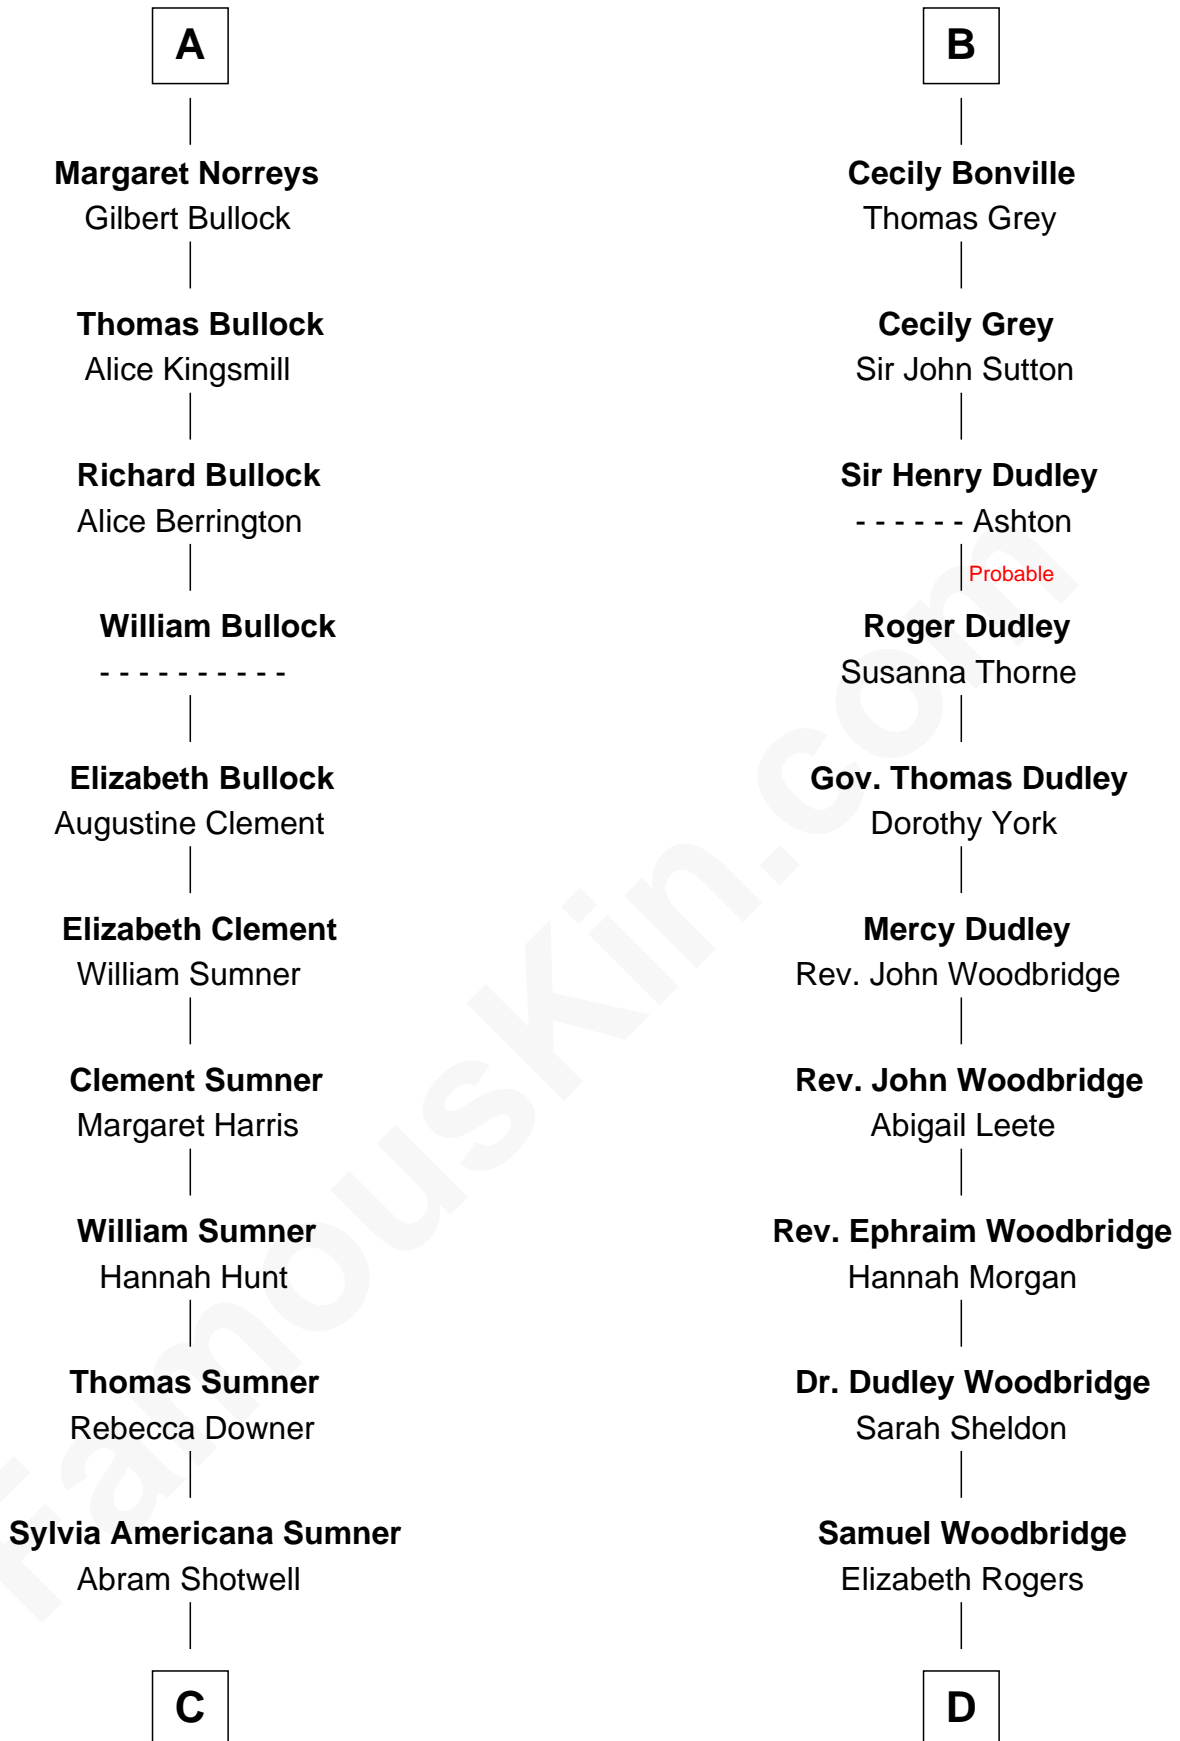 A
Margaret Norreys
Gilbert Bullock
Thomas Bullock
Alice Kingsmill
Richard Bullock
Alice Berrington
William Bullock
- - - - - - - - - -
Elizabeth Bullock
Augustine Clement
Elizabeth Clement
William Sumner
Clement Sumner
Margaret Harris
William Sumner
Hannah Hunt
Thomas Sumner
Rebecca Downer
Sylvia Americana Sumner
Abram Shotwell
C
B
Cecily Bonville
Thomas Grey
Cecily Grey
Sir John Sutton
Sir Henry Dudley
- - - - - - Ashton
Probable
Roger Dudley
Susanna Thorne
Gov. Thomas Dudley
Dorothy York
Mercy Dudley
Rev. John Woodbridge
Rev. John Woodbridge
Abigail Leete
Rev. Ephraim Woodbridge
Hannah Morgan
Dr. Dudley Woodbridge
Sarah Sheldon
Samuel Woodbridge
Elizabeth Rogers
D
FamousKin.com